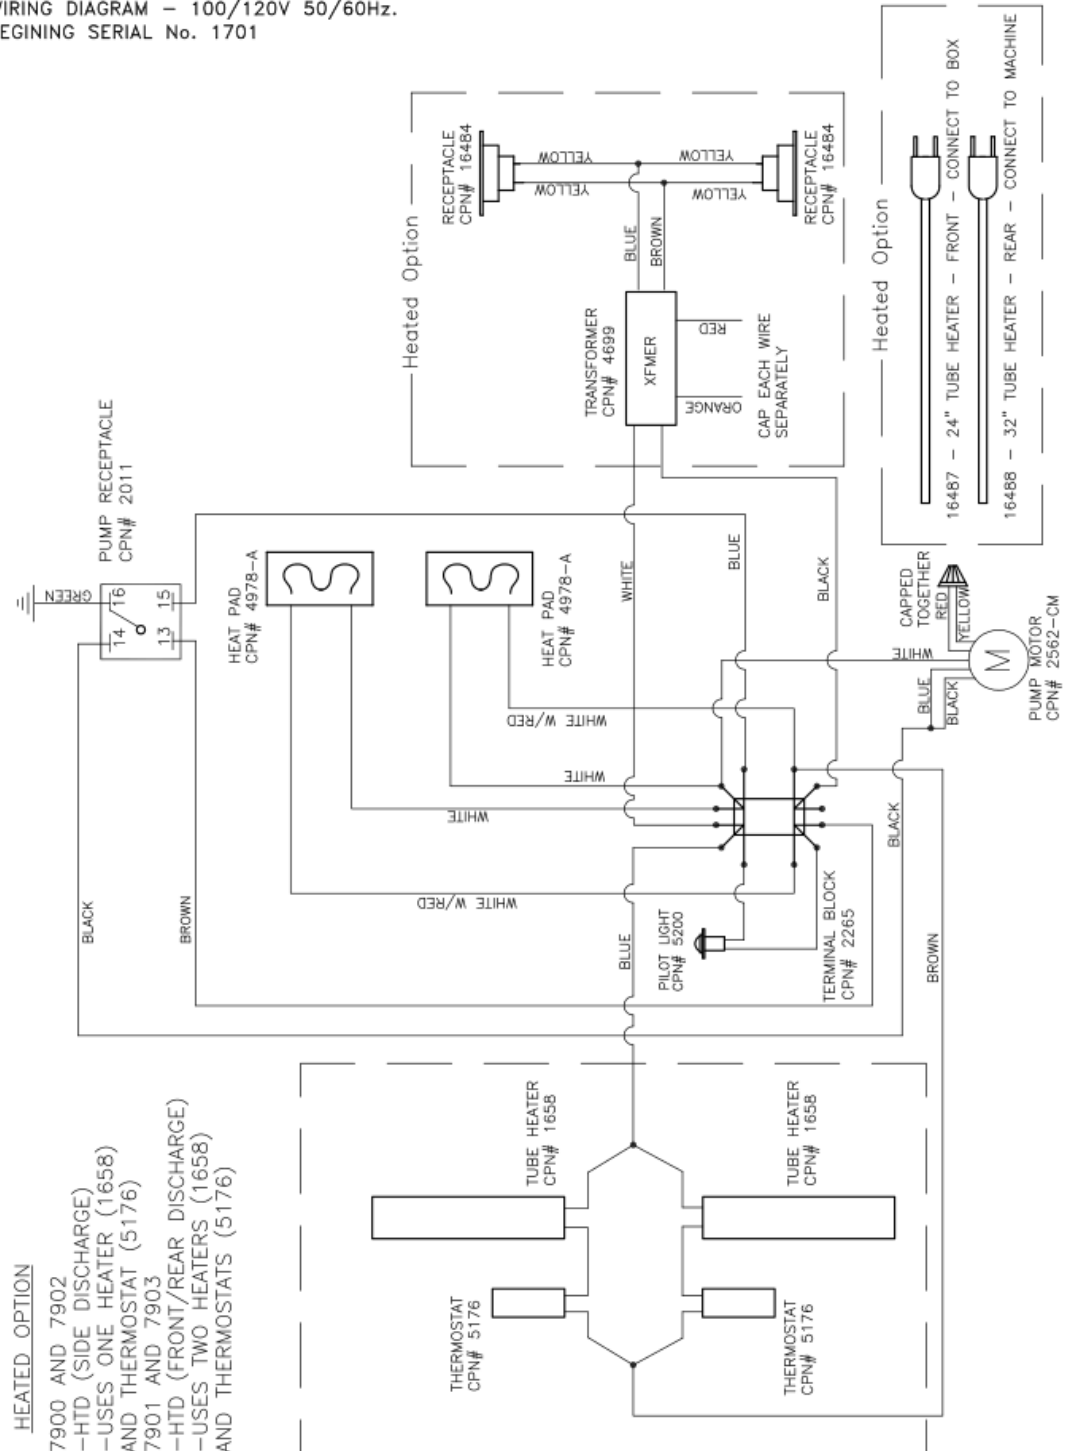 WIRING DIAGRAM – 100/120V 50/60Hz.
BEGINING SERIAL No. 1701
Heated Option
RECEPTACLE
CPN# 16484
YELLOW
YELLOW
YELLOW
YELLOW
RECEPTACLE
CPN# 16484
BLUE
BROWN
TRANSFORMER
CPN# 4699
XFMER
RED
ORANGE
CAP EACH WIRE
SEPARATELY
Heated Option
16487 – 24" TUBE HEATER – FRONT – CONNECT TO BOX
16488 – 32" TUBE HEATER – REAR – CONNECT TO MACHINE
PUMP RECEPTACLE
CPN# 2011
GREEN
16
14
15
13
HEAT PAD
CPN# 4978-A
HEAT PAD
CPN# 4978-A
WHITE
BLUE
BLACK
CAPPED
TOGETHER
RED
YELLOW
WHITE
BLUE
BLACK
M
PUMP MOTOR
CPN# 2562-CM
WHITE W/RED
WHITE
WHITE
WHITE W/RED
BLACK
BLACK
BROWN
BLUE
PILOT LIGHT
CPN# 5200
TERMINAL BLOCK
CPN# 2265
BROWN
TUBE HEATER
CPN# 1658
TUBE HEATER
CPN# 1658
THERMOSTAT
CPN# 5176
THERMOSTAT
CPN# 5176
HEATED OPTION
7900 AND 7902
-HTD (SIDE DISCHARGE)
-USES ONE HEATER (1658)
AND THERMOSTAT (5176)
7901 AND 7903
-HTD (FRONT/REAR DISCHARGE)
-USES TWO HEATERS (1658)
AND THERMOSTATS (5176)